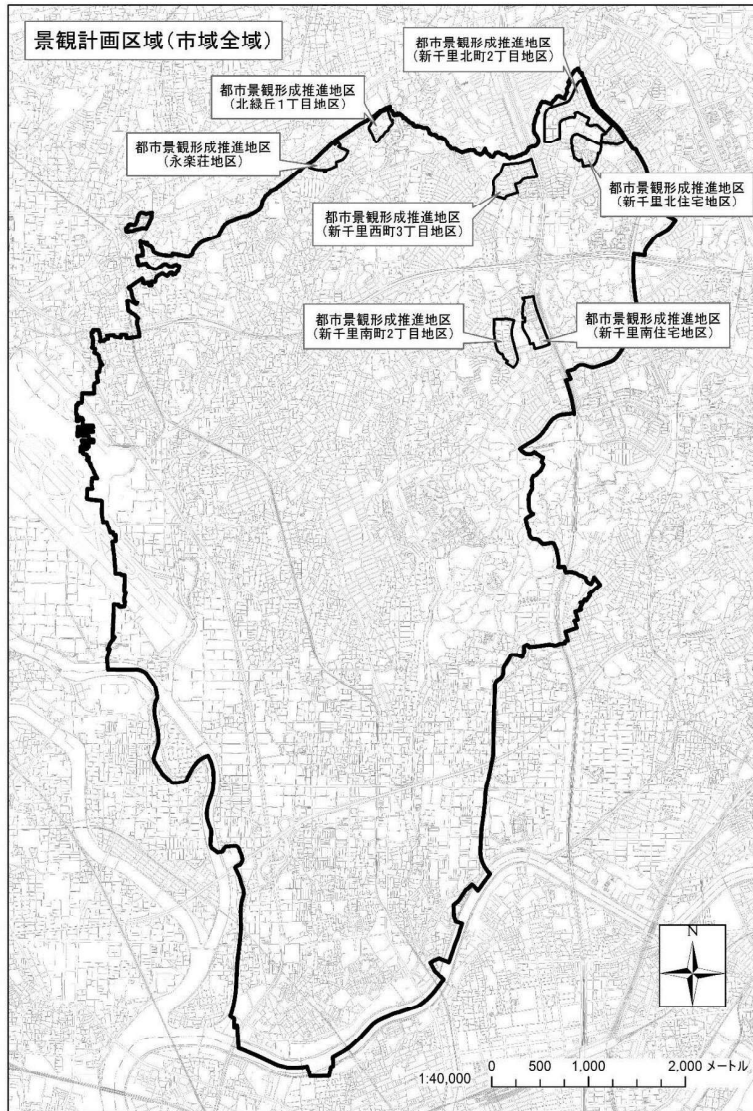 景観計画区域(市域全域)
都市景観形成推進地区
(新千里北町2丁目地区)
都市景観形成推進地区
(北緑丘1丁目地区)
都市景観形成推進地区
(永楽荘地区)
都市景観形成推進地区
(新千里北住宅地区)
都市景観形成推進地区
(新千里西町3丁目地区)
都市景観形成推進地区
(新千里南町2丁目地区)
都市景観形成推進地区
(新千里南住宅地区)
N
1:40,000
0 500 1,000 2,000 メートル